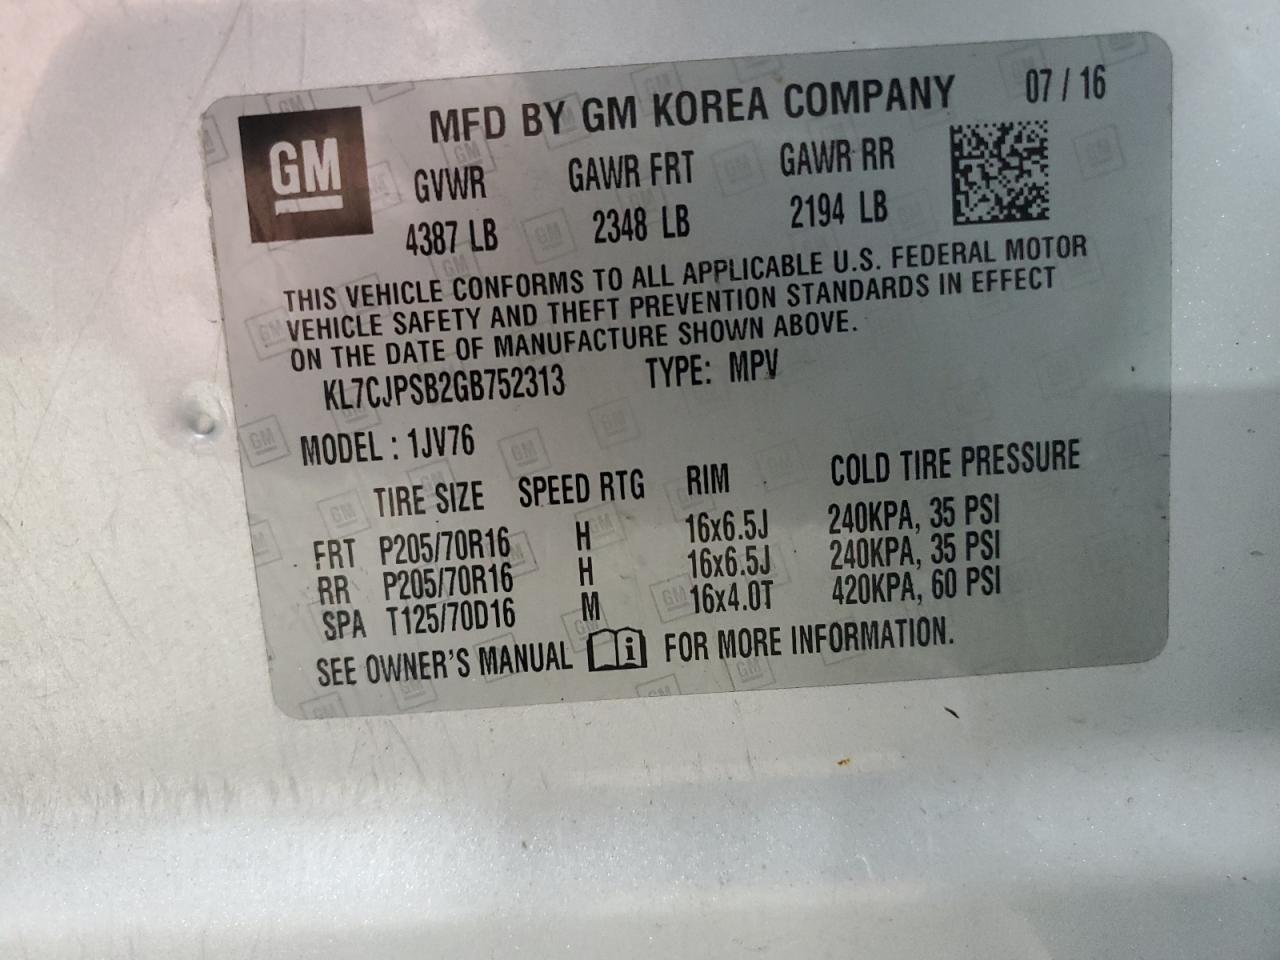 GM
MFD BY GM KOREA COMPANY 07 / 16
GVWR GAWR FRT GAWR RR
4387 LB 2348 LB 2194 LB
THIS VEHICLE CONFORMS TO ALL APPLICABLE U.S. FEDERAL MOTOR
VEHICLE SAFETY AND THEFT PREVENTION STANDARDS IN EFFECT
ON THE DATE OF MANUFACTURE SHOWN ABOVE.
KL7CJPSB2GB752313 TYPE: MPV
MODEL : 1JV76
TIRE SIZE SPEED RTG RIM COLD TIRE PRESSURE
FRT P205/70R16 H 16x6.5J 240KPA, 35 PSI
RR P205/70R16 H 16x6.5J 240KPA, 35 PSI
SPA T125/70D16 M 16x4.0T 420KPA, 60 PSI
SEE OWNER'S MANUAL i FOR MORE INFORMATION.